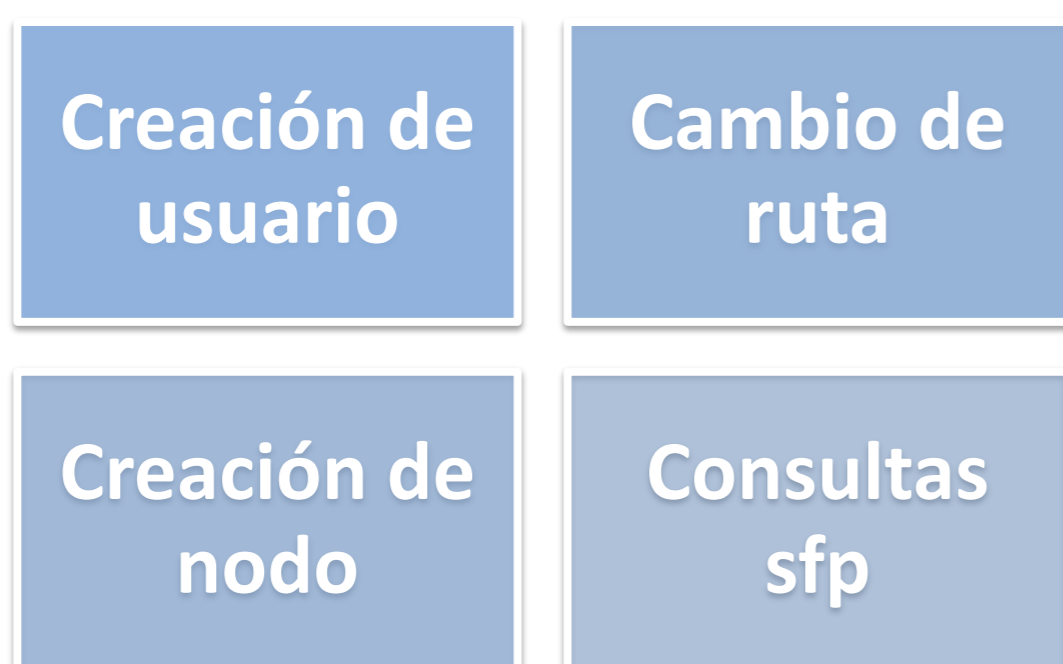 Creación de
usuario
Cambio de
ruta
Creación de
nodo
Consultas
sfp